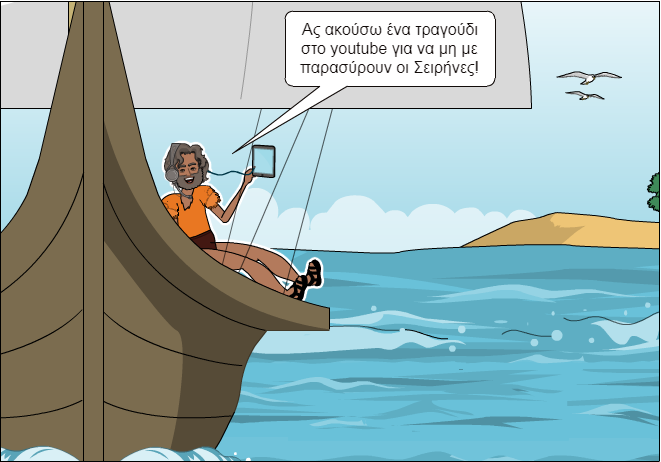 Ας ακούσω ένα τραγούδι
στο youtube για να μη με
παρασύρουν οι Σειρήνες!